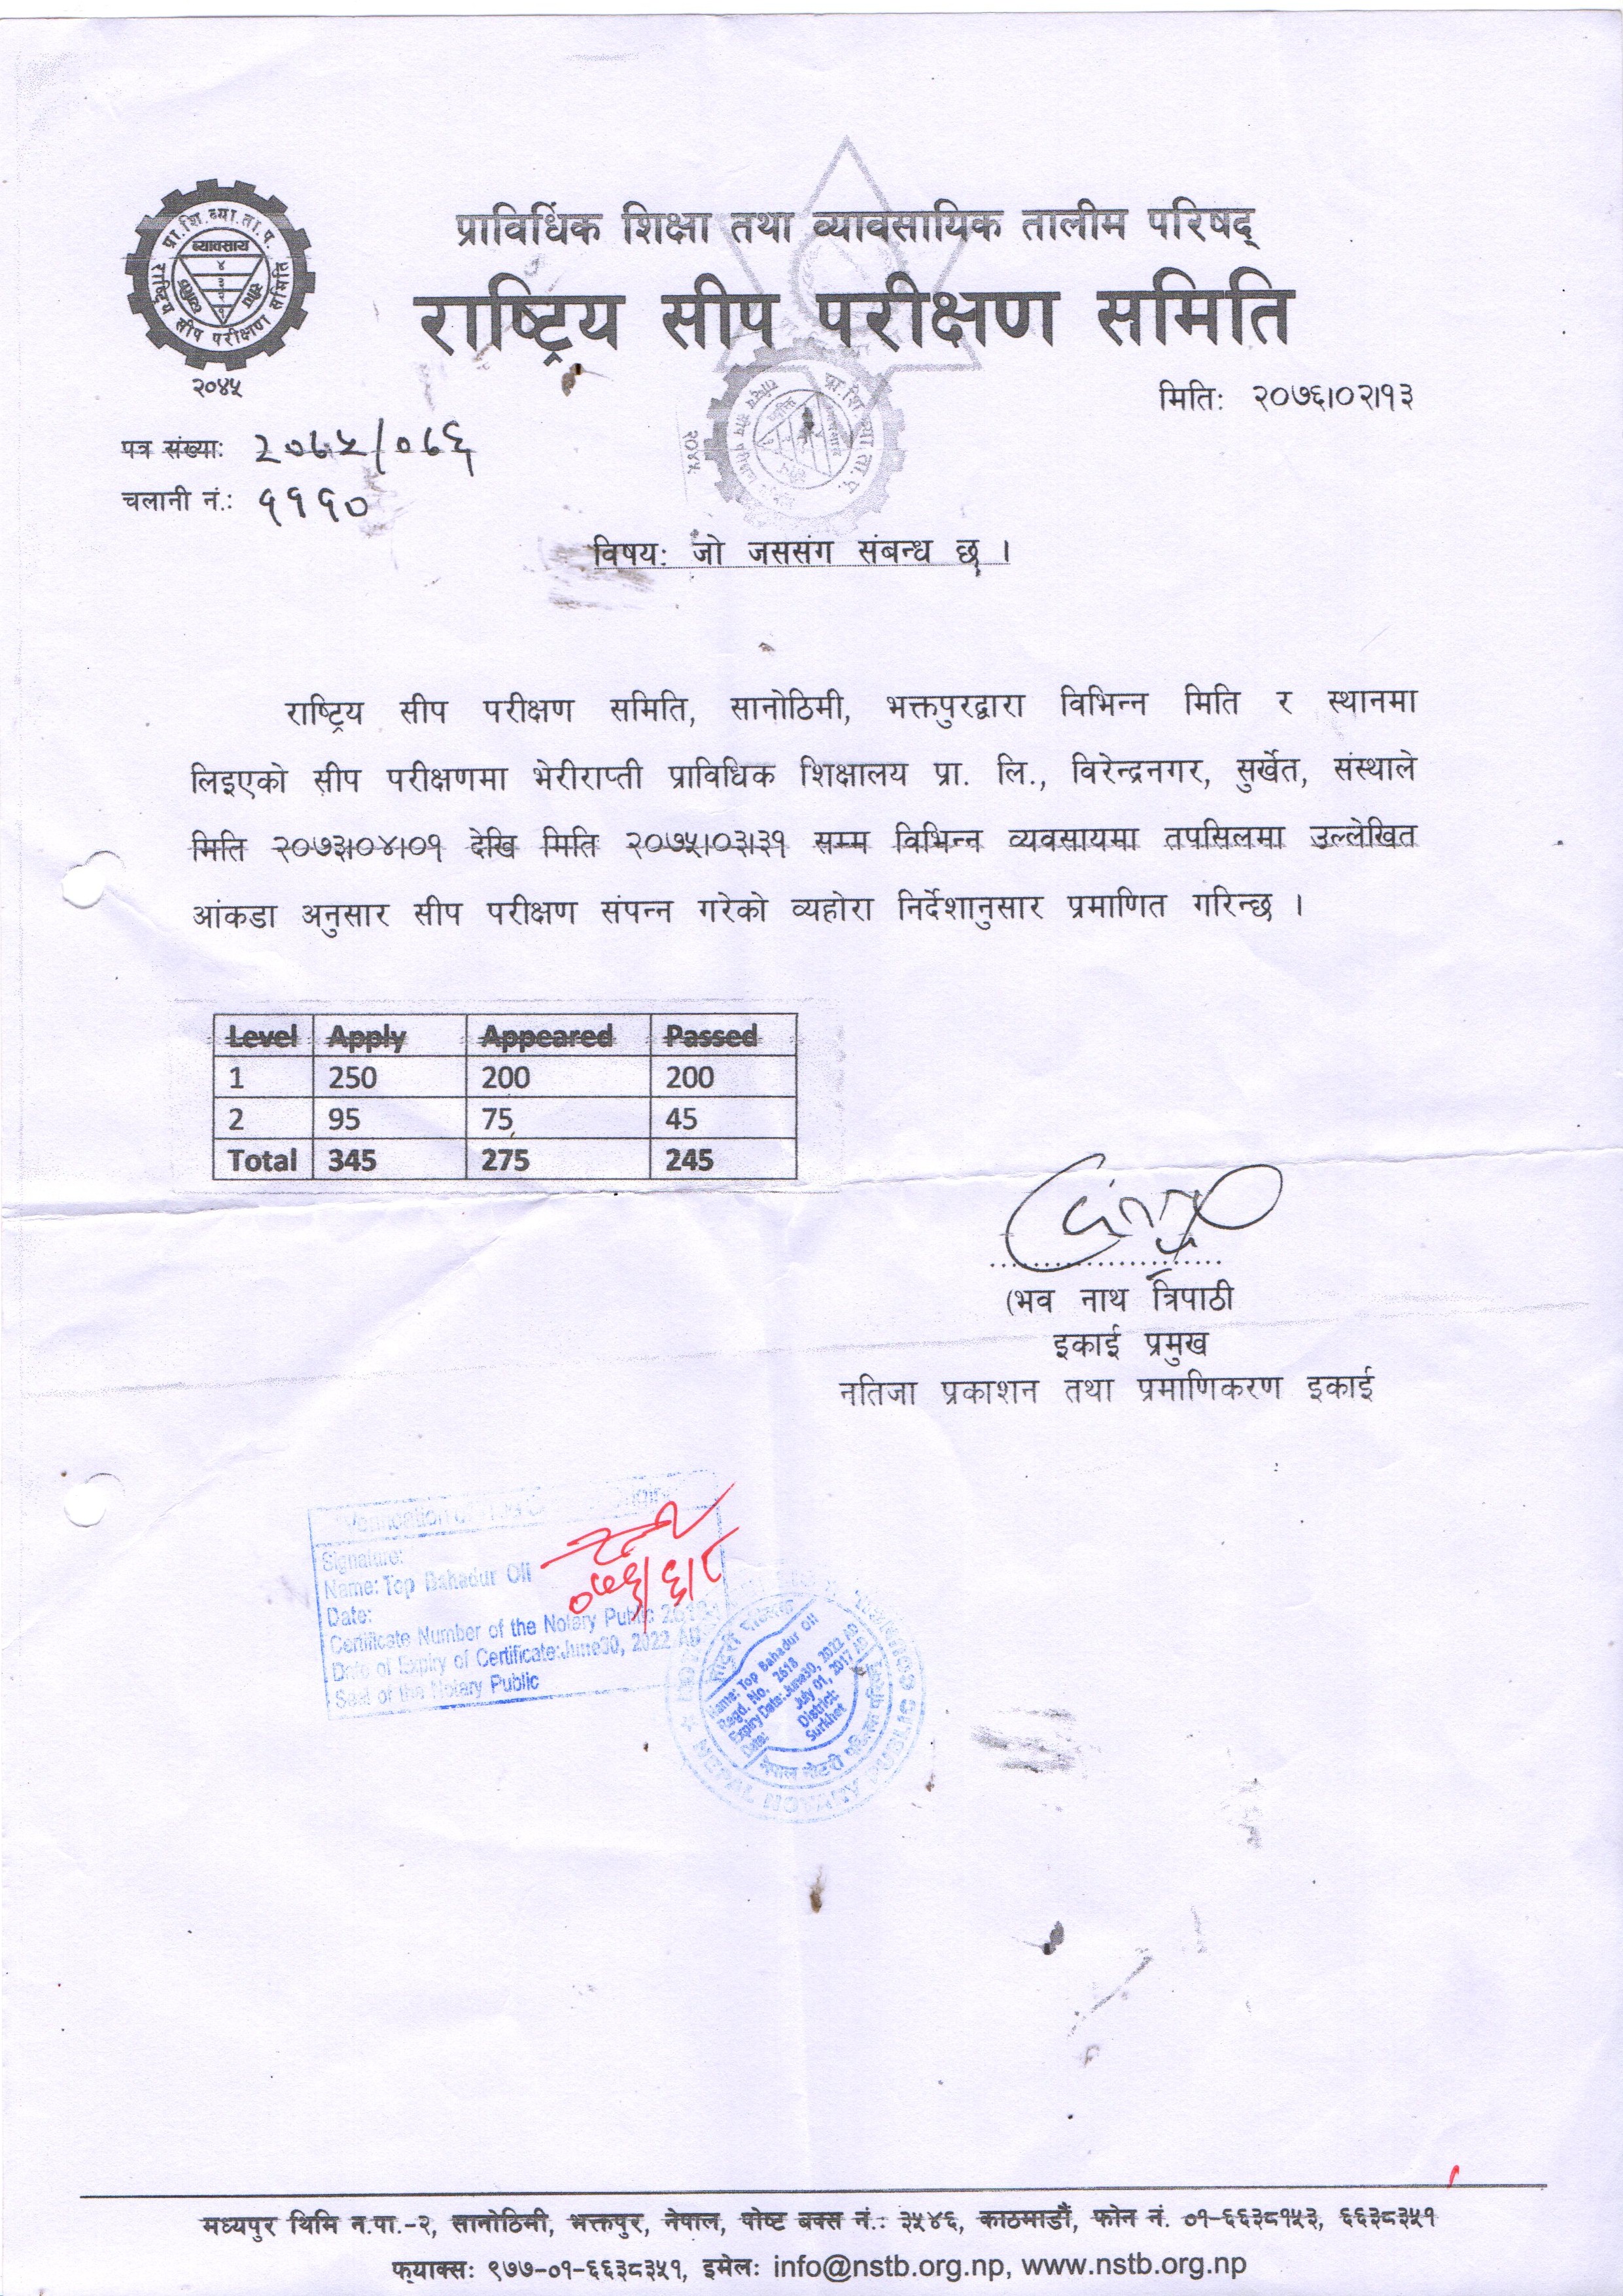 प्रा.शि.व्या.ता.प.
व्यावसाय
राष्ट्रिय सीप परीक्षण समिति
२०४५
प्राविधिक शिक्षा तथा व्यावसायिक तालीम परिषद्
राष्ट्रिय सीप परीक्षण समिति
मितिः २०७६।०२।१३
पत्र संख्याः २०७५/०७६
चलानी नं.: ११९०
विषयः जो जससंग संबन्ध छ ।
राष्ट्रिय सीप परीक्षण समिति, सानोठिमी, भक्तपुरद्वारा विभिन्न मिति र स्थानमा
लिइएको सीप परीक्षणमा भेरीराप्ती प्राविधिक शिक्षालय प्रा. लि., विरेन्द्रनगर, सुर्खेत, संस्थाले
मिति २०७३।०४।०१ देखि मिति २०७५।०३।३१ सम्म विभिन्न व्यवसायमा तपसिलमा उल्लेखित
आंकडा अनुसार सीप परीक्षण संपन्न गरेको व्यहोरा निर्देशानुसार प्रमाणित गरिन्छ ।
Level Apply Appeared Passed
1 250 200 200
2 95 75 45
Total 345 275 245
(भव नाथ त्रिपाठी
इकाई प्रमुख
नतिजा प्रकाशन तथा प्रमाणिकरण इकाई
Signature:
Name: Top Bahadur Oli
०७६/६/८
Date:
Certificate Number of the Notary Public 2618
Date of Expiry of Certificate:June30, 2022 AD
Seal of the Notary Public
Name: Top Bahadur Oli
Regd. No. 2618
Expiry Date: June30, 2022 AD
Date: July 01, 2017 AD
District:
Surkhet
नेपाल नोटरी पब्लिक परिषद्
NEPAL NOTARY PUBLIC COUNCIL
मध्यपुर थिमि न.पा.-२, सानोठिमी, भक्तपुर, नेपाल, पोष्ट बक्स नं.: ३५४६, काठमाडौं, फोन नं. ०१-६६३८१५३, ६६३८३५१
फ्याक्सः ९७७-०१-६६३८३५१, इमेलः info@nstb.org.np, www.nstb.org.np